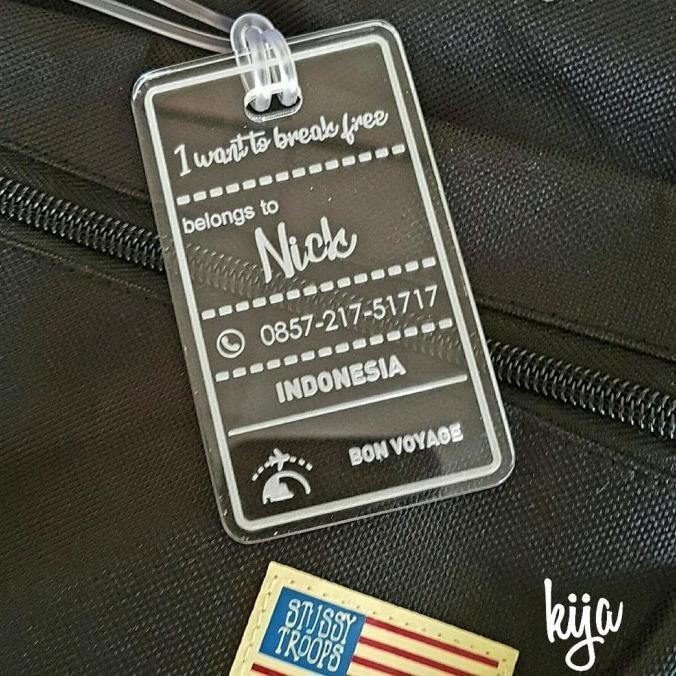 I want to break free
belongs to
Nick
0857-217-51717
INDONESIA
BON VOYAGE
STUSSY
TROOPS
kija